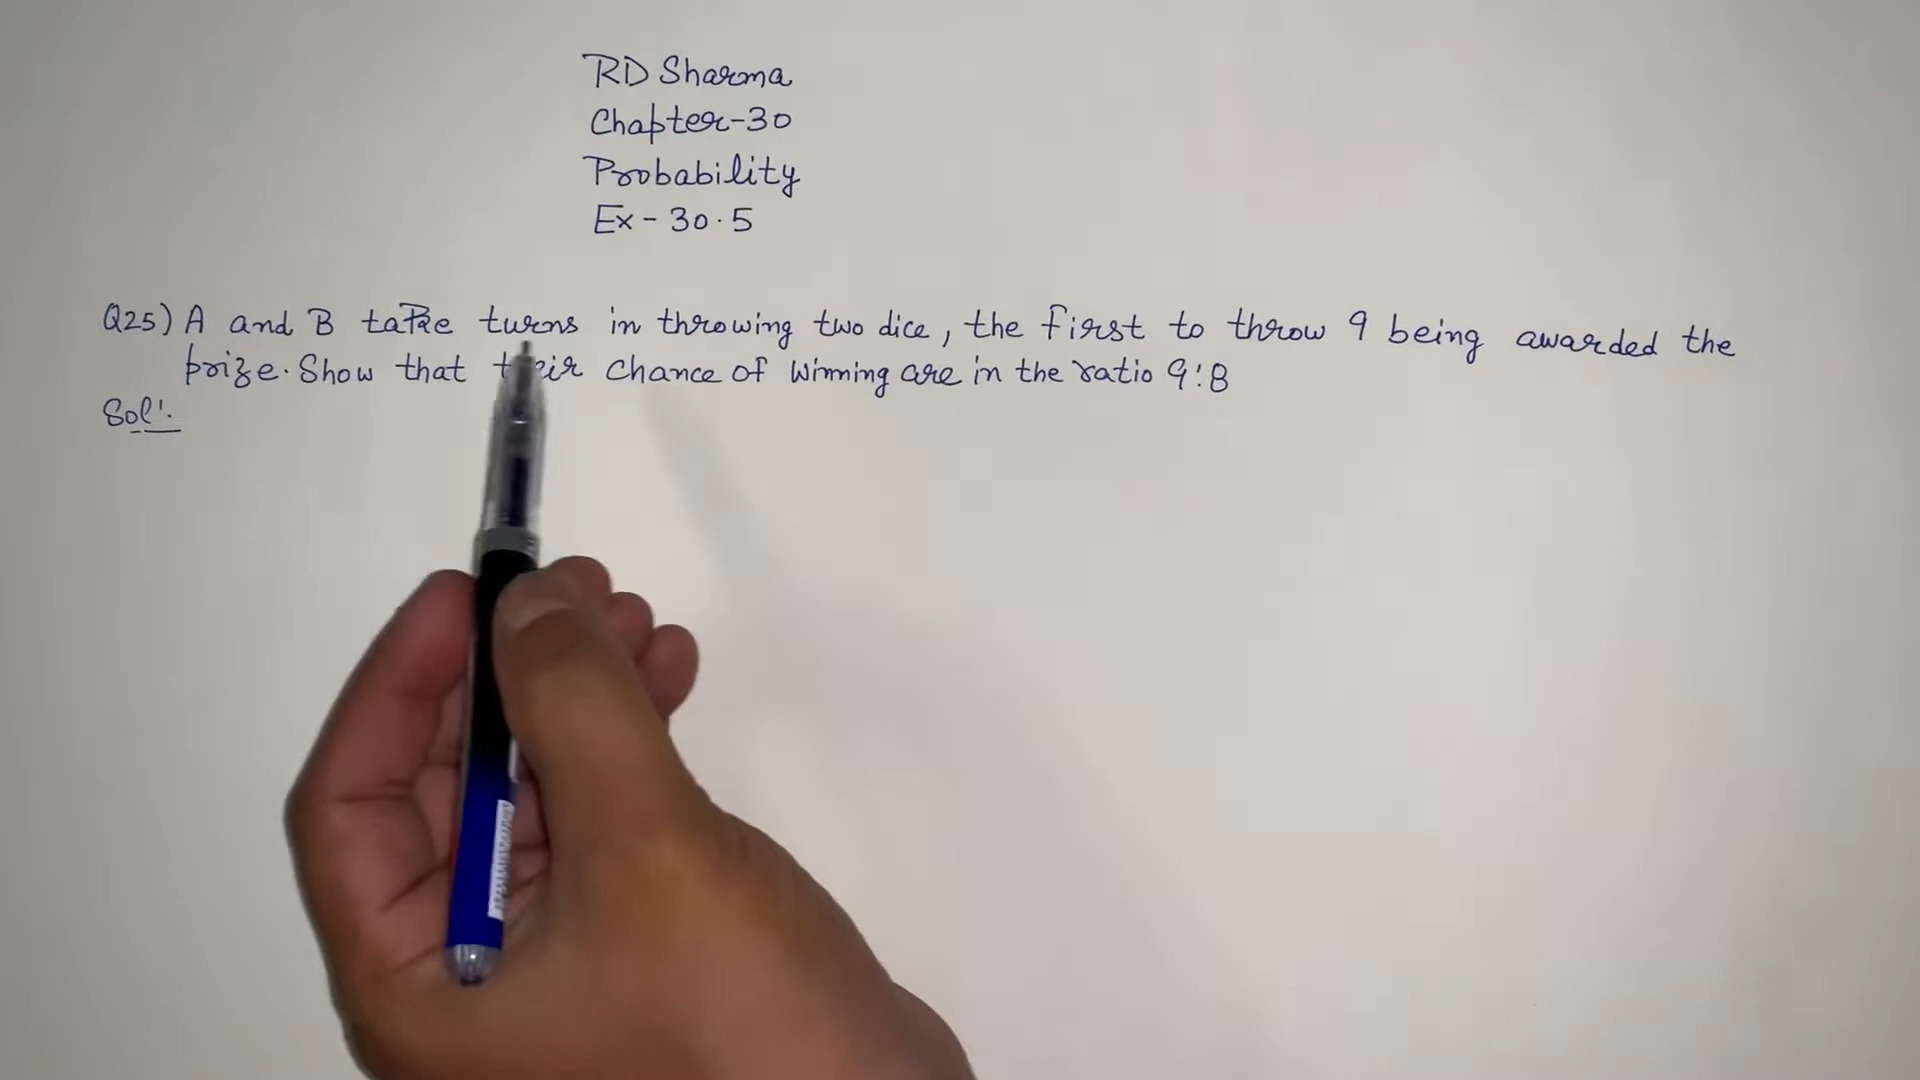 RD Sharma
Chapter-30
Probability
Ex - 30.5
Q25) A and B take turns in throwing two dice, the first to throw 9 being awarded the
prize. Show that their chance of winning are in the ratio 9:8
Sol':